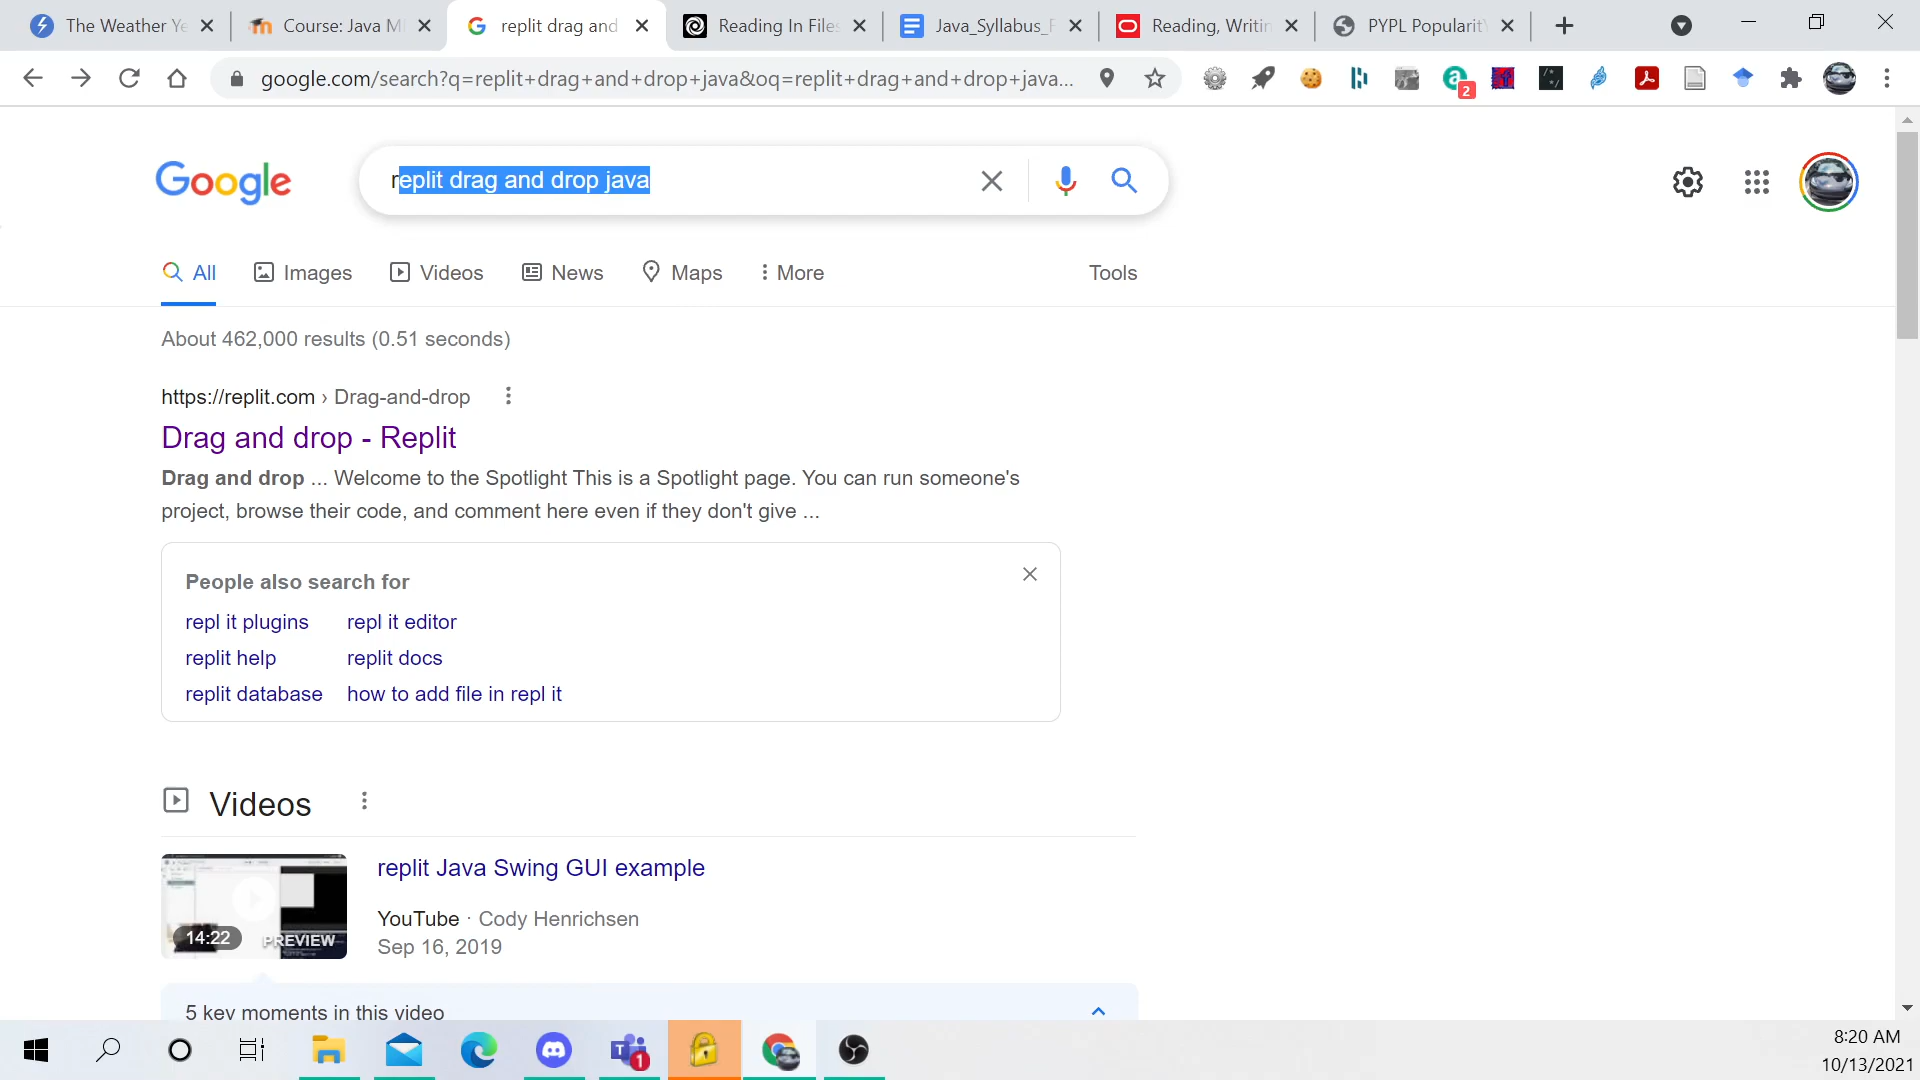 The Weather Ye
Course: Java MI
replit drag and
Reading In Files
Java_Syllabus_F
Reading, Writin
PYPL PopularitY
google.com/search?q=replit+drag+and+drop+java&oq=replit+drag+and+drop+java...
2
Google
replit drag and drop java
All
Images
Videos
News
Maps
More
Tools
About 462,000 results (0.51 seconds)
https://replit.com › Drag-and-drop
Drag and drop - Replit
Drag and drop ... Welcome to the Spotlight This is a Spotlight page. You can run someone's
project, browse their code, and comment here even if they don't give ...
People also search for
repl it plugins
repl it editor
replit help
replit docs
replit database
how to add file in repl it
Videos
14:22
PREVIEW
replit Java Swing GUI example
YouTube · Cody Henrichsen
Sep 16, 2019
5 key moments in this video
1
8:20 AM
10/13/2021